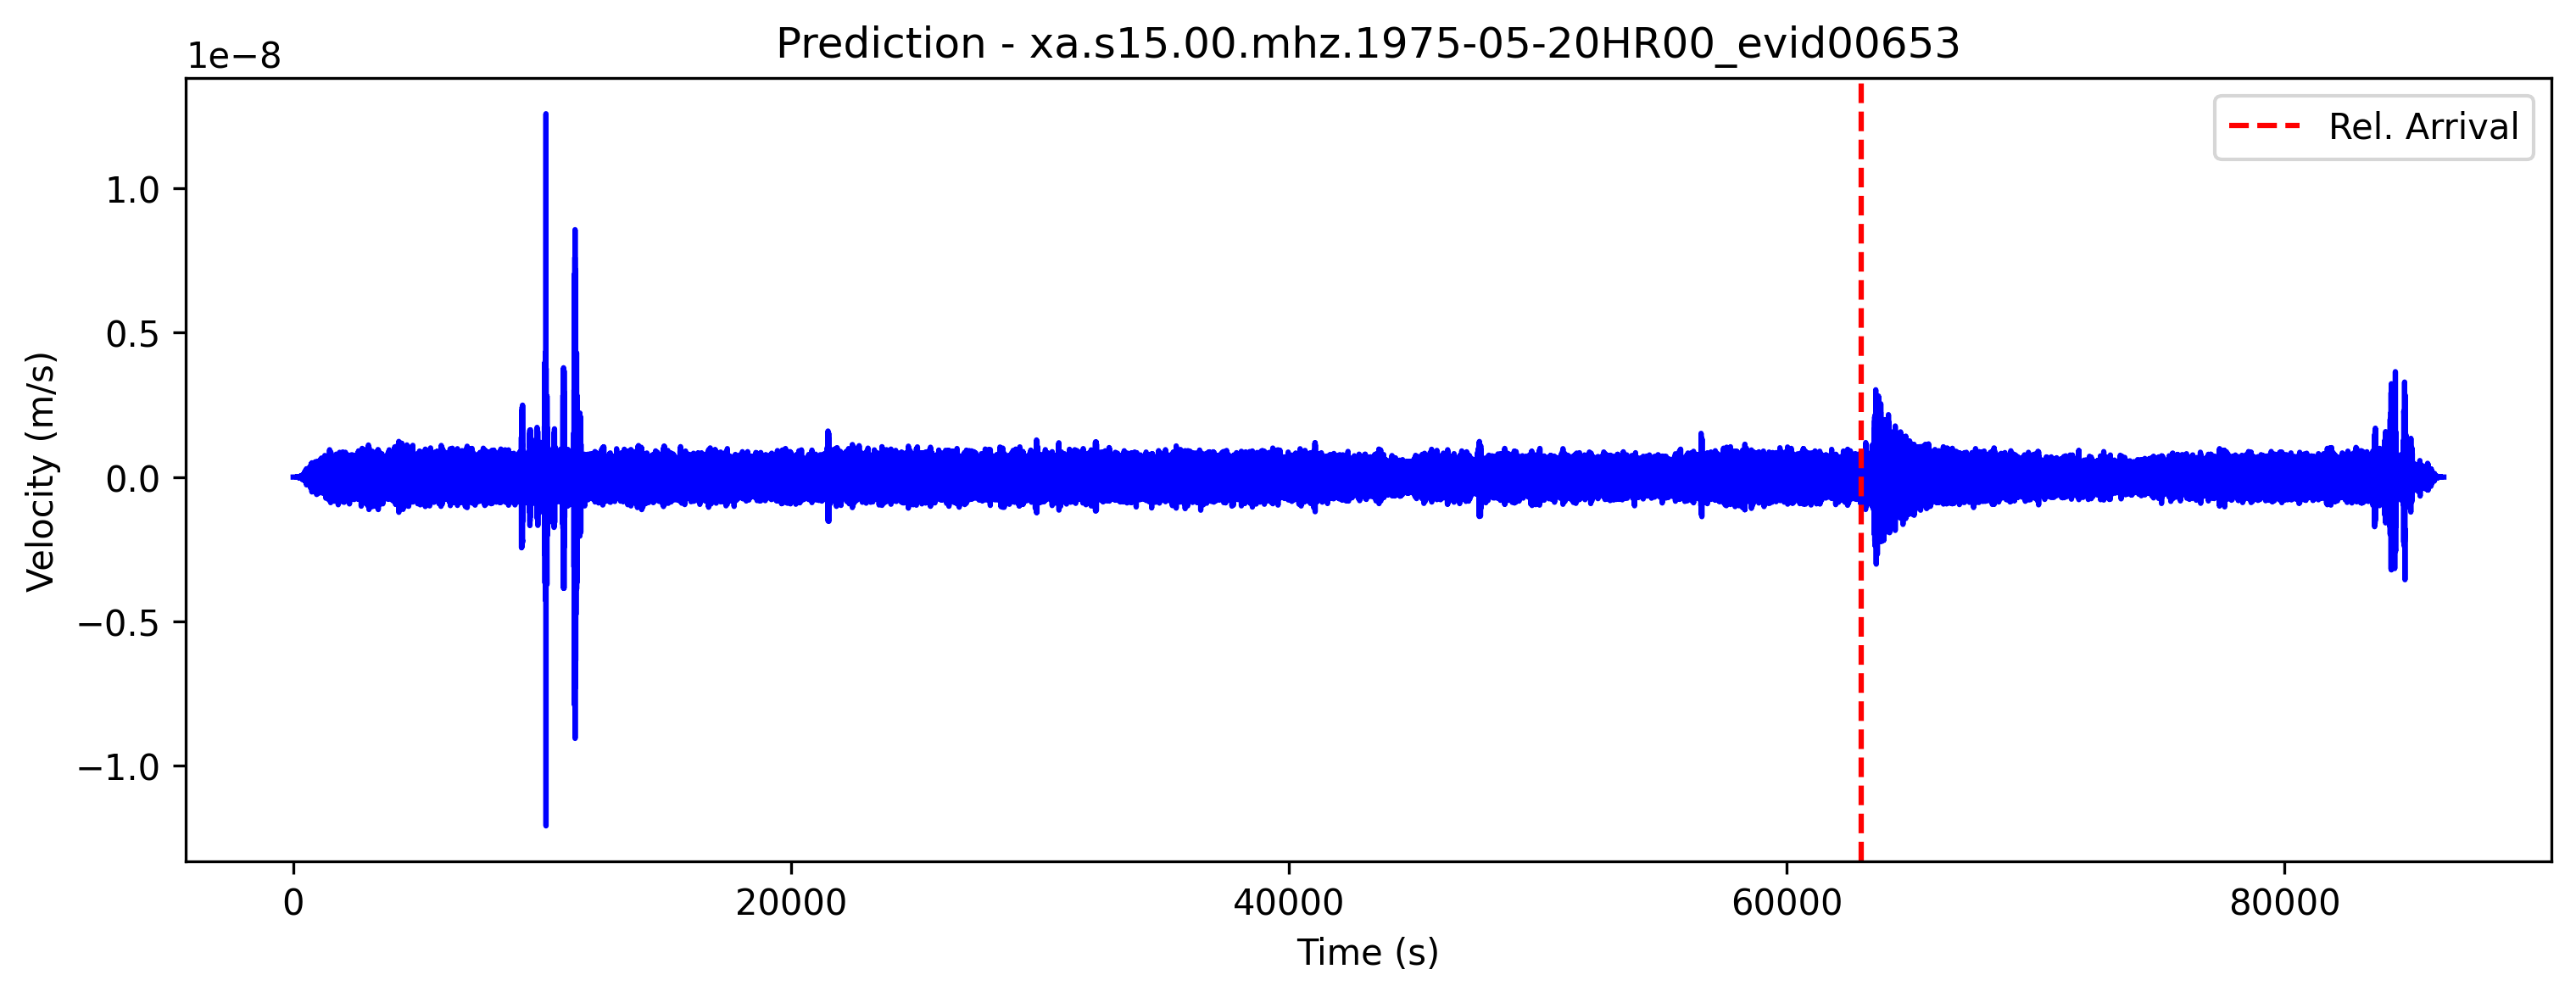 Prediction - xa.s15.00.mhz.1975-05-20HR00_evid00653
1e−8
Rel. Arrival
1.0
0.5
0.0
−0.5
−1.0
Velocity (m/s)
0 20000 40000 60000 80000
Time (s)